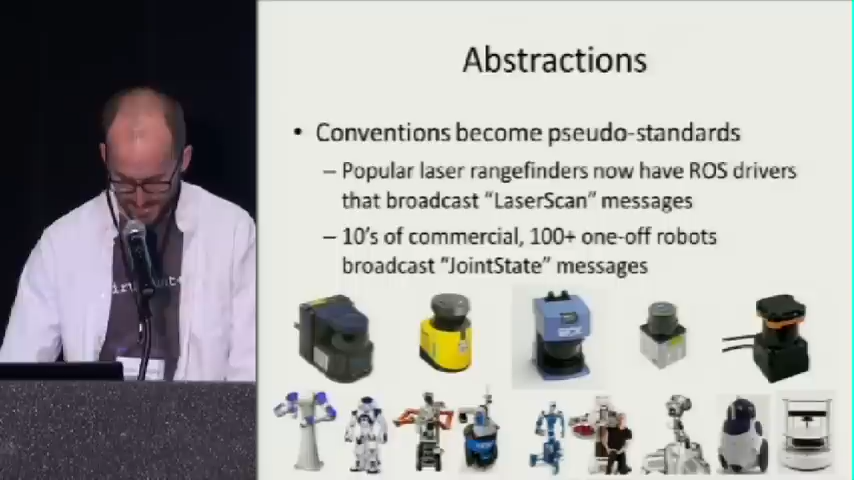 Abstractions
• Conventions become pseudo-standards
– Popular laser rangefinders now have ROS drivers
that broadcast “LaserScan” messages
– 10’s of commercial, 100+ one-off robots
broadcast “JointState” messages
SICK